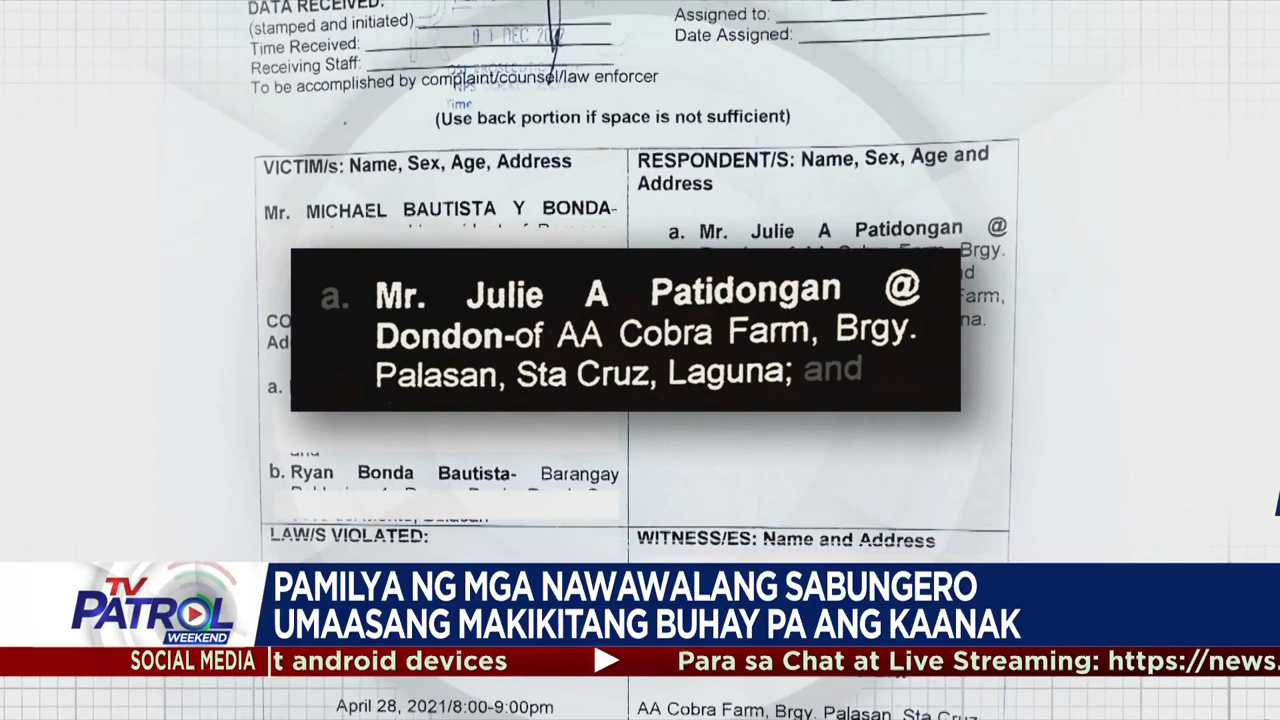 DATA RECEIVED:
(stamped and initiated)
Time Received:
Receiving Staff:
To be accomplished by complaint/counsel/law enforcer
Assigned to:
Date Assigned:
01 DEC
Time
(Use back portion if space is not sufficient)
VICTIM/s: Name, Sex, Age, Address
Mr. MICHAEL BAUTISTA Y BONDA-
RESPONDENT/S: Name, Sex, Age and
Address
a. Mr. Julie A Patidongan @
Brgy.
a. Mr. Julie A Patidongan @
Dondon-of AA Cobra Farm, Brgy.
Palasan, Sta Cruz, Laguna; and
a.
b. Ryan Bonda Bautista- Barangay
LAW/S VIOLATED:
WITNESS/ES: Name and Address
TV
PATROL
WEEKEND
PAMILYA NG MGA NAWAWALANG SABUNGERO
UMAASANG MAKIKITANG BUHAY PA ANG KAANAK
SOCIAL MEDIA
t android devices Para sa Chat at Live Streaming: https://news.
April 28, 2021/8:00-9:00pm
AA Cobra Farm, Brgy. Palasan, Sta Cruz,